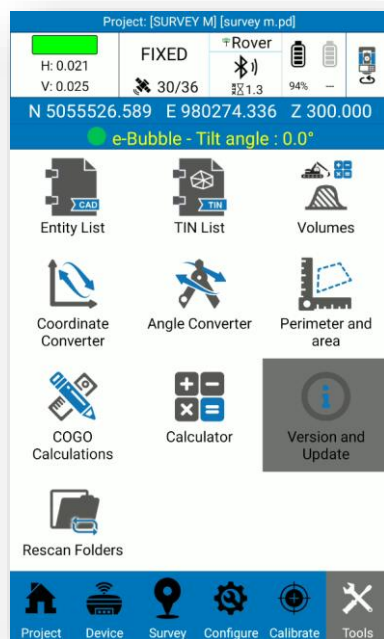 Project: [SURVEY M] [survey m.pd]
H: 0.021
V: 0.025
FIXED
30/36
Rover
1.3
94%
--
N 5055526.589 E 980274.336 Z 300.000
e-Bubble - Tilt angle : 0.0°
CAD
TIN
Entity List
TIN List
Volumes
Coordinate
Converter
Angle Converter
Perimeter and
area
COGO
Calculations
Calculator
Version and
Update
Rescan Folders
Project
Device
Survey
Configure
Calibrate
Tools